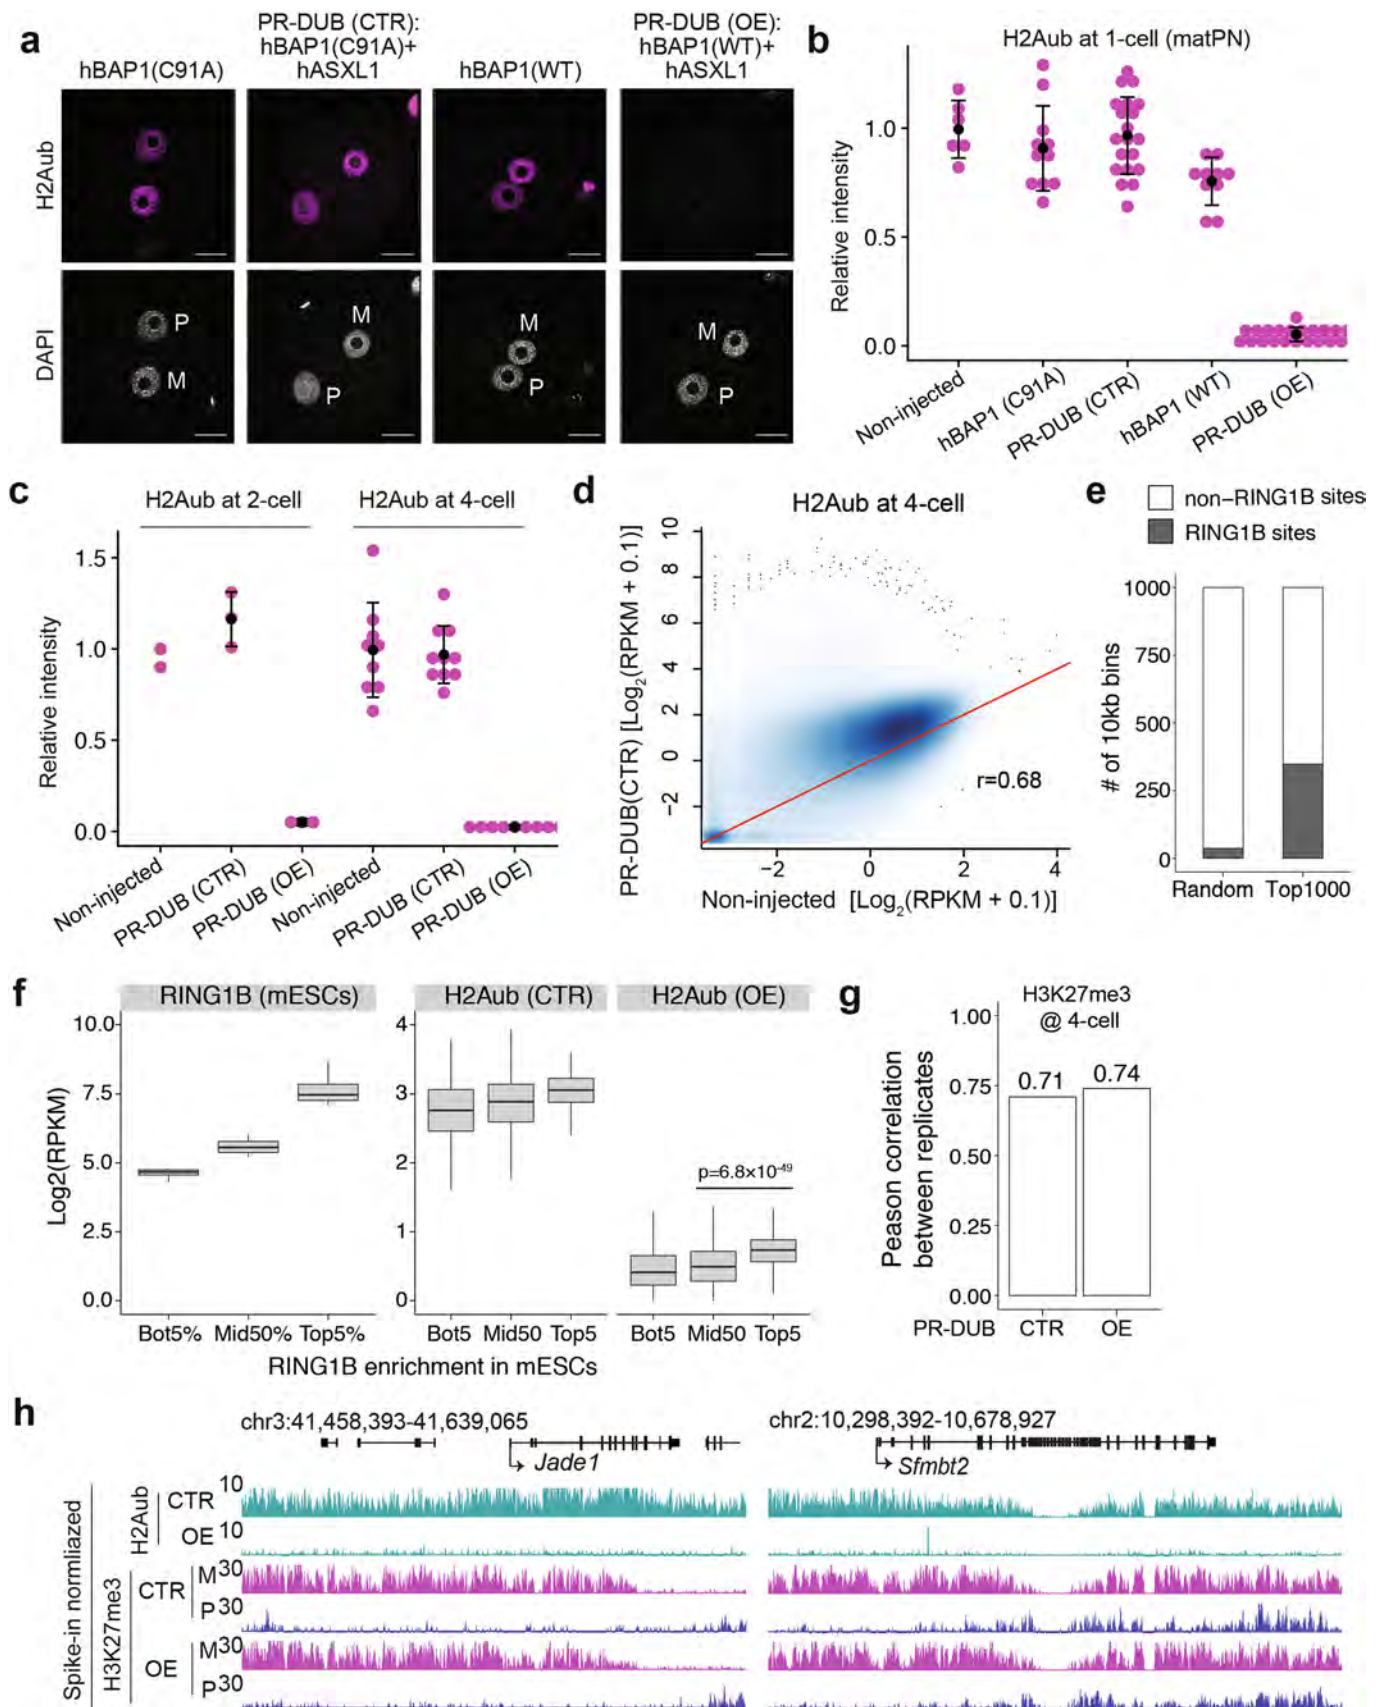 a
hBAP1(C91A)
PR-DUB (CTR):
hBAP1(C91A)+
hASXL1
hBAP1(WT)
PR-DUB (OE):
hBAP1(WT)+
hASXL1
H2Aub
DAPI
P
M
M
P
M
P
M
P
b
H2Aub at 1-cell (matPN)
Relative intensity
1.0
0.5
0.0
Non-injected
hBAP1 (C91A)
PR-DUB (CTR)
hBAP1 (WT)
PR-DUB (OE)
c
H2Aub at 2-cell
H2Aub at 4-cell
Relative intensity
1.5
1.0
0.5
0.0
Non-injected
PR-DUB (CTR)
PR-DUB (OE)
Non-injected
PR-DUB (CTR)
PR-DUB (OE)
d
H2Aub at 4-cell
PR-DUB(CTR) [Log2(RPKM + 0.1)]
10
8
6
4
2
0
−2
r=0.68
−2 0 2 4
Non-injected [Log2(RPKM + 0.1)]
e
non−RING1B sites
RING1B sites
# of 10kb bins
1000
750
500
250
0
Random Top1000
f
RING1B (mESCs)
H2Aub (CTR)
H2Aub (OE)
Log2(RPKM)
10.0
7.5
5.0
2.5
0.0
4
3
2
1
0
p=6.8×10−49
Bot5% Mid50% Top5%
Bot5 Mid50 Top5
Bot5 Mid50 Top5
RING1B enrichment in mESCs
g
H3K27me3
@ 4-cell
Peason correlation
between replicates
1.00
0.75
0.50
0.25
0.00
0.71
0.74
PR-DUB CTR OE
h
chr3:41,458,393-41,639,065
Jade1
chr2:10,298,392-10,678,927
Sfmbt2
Spike-in normliazed
H2Aub
CTR 10
OE 10
H3K27me3
CTR
M 30
P 30
OE
M 30
P 30